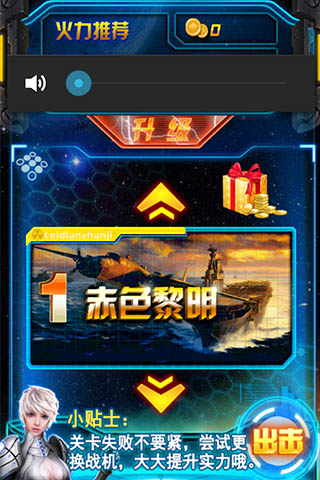 火力推荐
0
升级
Leidianzhanji
1 赤色黎明
小贴士：
关卡失败不要紧，尝试更
换战机，大大提升实力哦。
出击